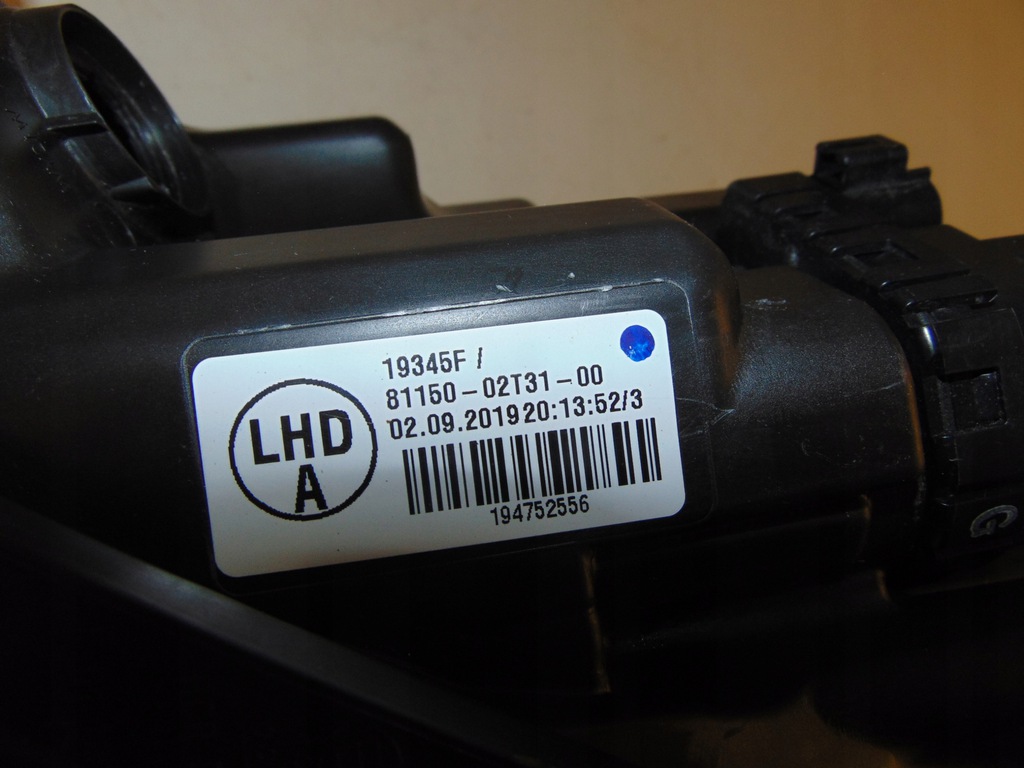 LHD
A
19345F /
81150-02T31-00
02.09.2019 20:13:52/3
194752556